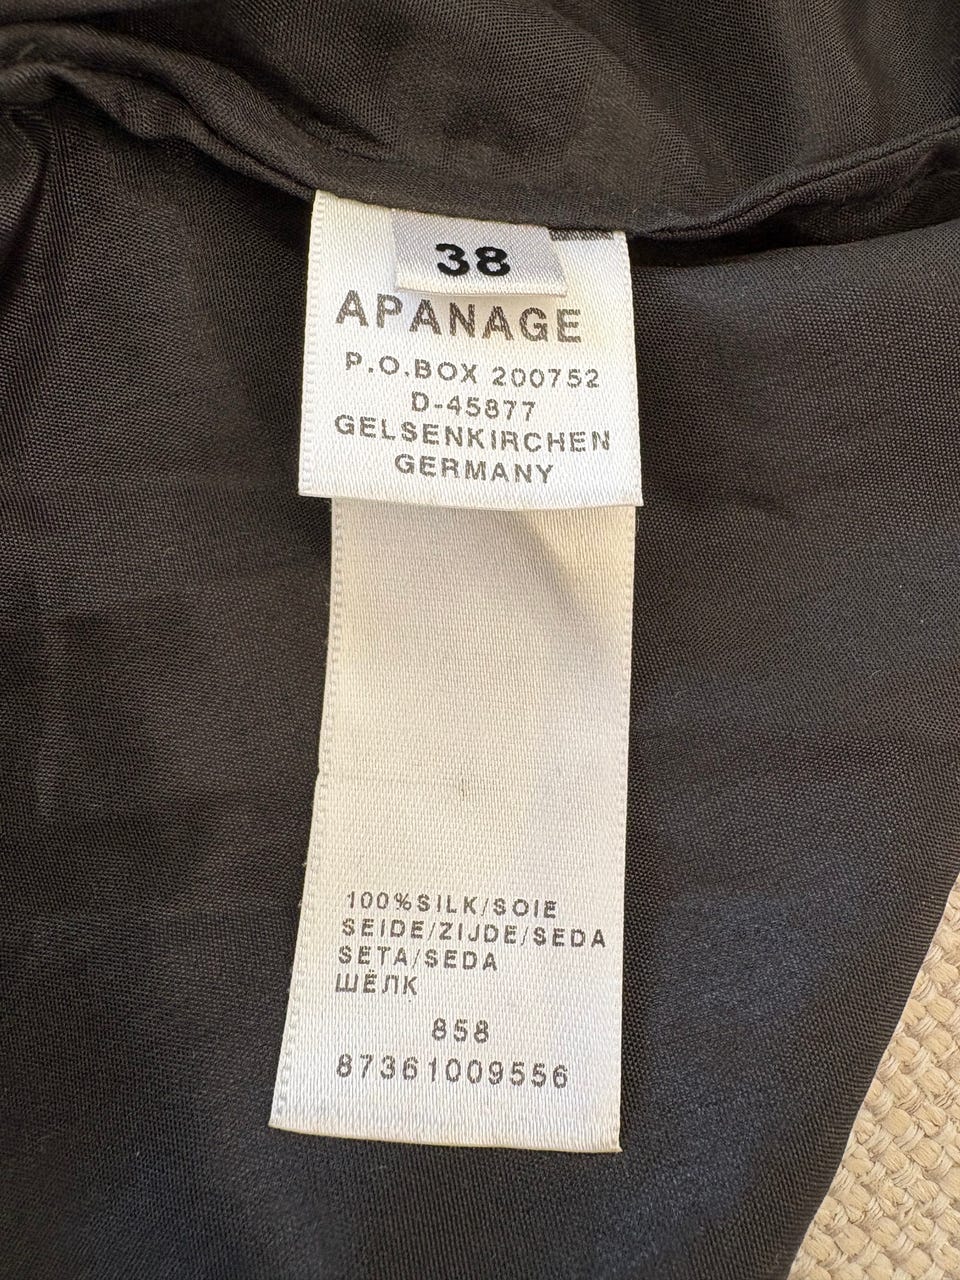 38
APANAGE
P.O.BOX 200752
D-45877
GELSENKIRCHEN
GERMANY
100%SILK/SOIE
SEIDE/ZIJDE/SEDA
SETA/SEDA
ШЁЛК
858
87361009556